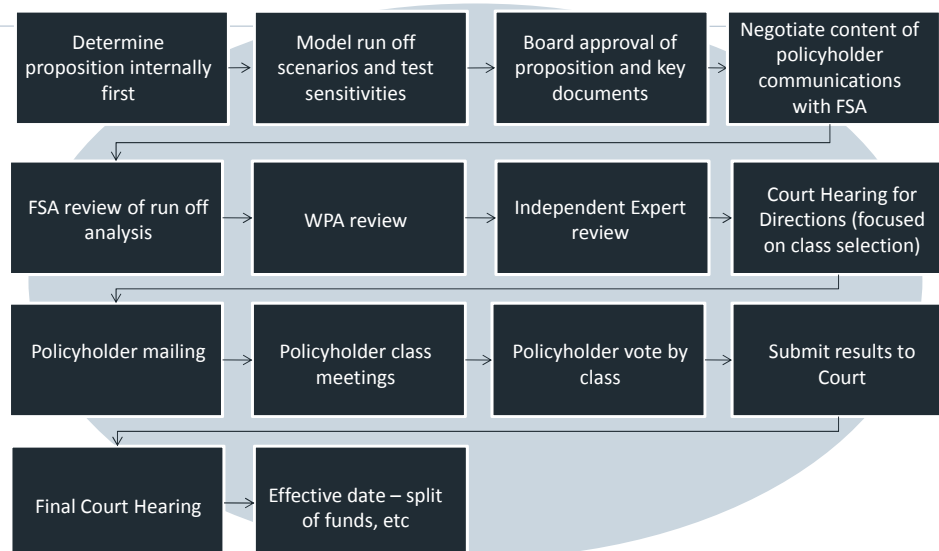 Determine
proposition internally
first
Model run off
scenarios and test
sensitivities
Board approval of
proposition and key
documents
Negotiate content of
policyholder
communications
with FSA
FSA review of run off
analysis
WPA review
Independent Expert
review
Court Hearing for
Directions (focused
on class selection)
Policyholder mailing
Policyholder class
meetings
Policyholder vote by
class
Submit results to
Court
Final Court Hearing
Effective date – split
of funds, etc